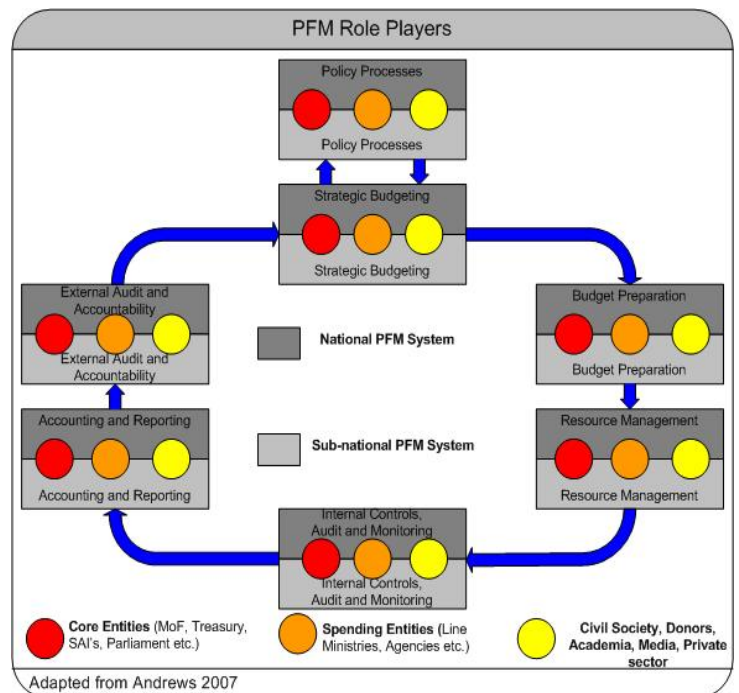 PFM Role Players
Policy Processes
Policy Processes
Strategic Budgeting
Strategic Budgeting
External Audit and
Accountability
External Audit and
Accountability
Budget Preparation
Budget Preparation
National PFM System
Accounting and Reporting
Accounting and Reporting
Sub-national PFM System
Resource Management
Resource Management
Internal Controls,
Audit and Monitoring
Internal Controls,
Audit and Monitoring
Core Entities (MoF, Treasury,
SAI's, Parliament etc.)
Spending Entities (Line
Ministries, Agencies etc.)
Civil Society, Donors,
Academia, Media, Private
sector
Adapted from Andrews 2007